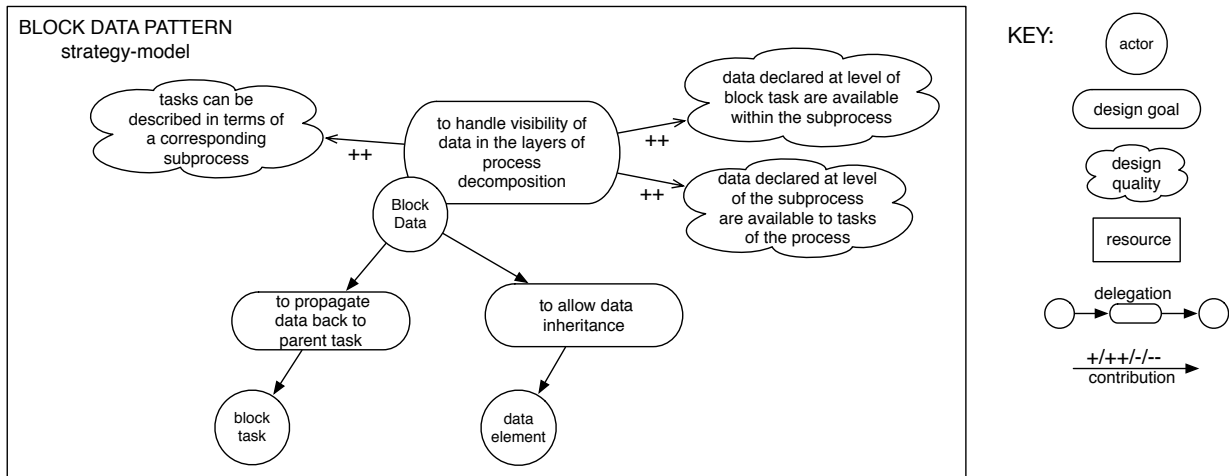 BLOCK DATA PATTERN
strategy-model
tasks can be
described in terms of
a corresponding
subprocess
++
to handle visibility of
data in the layers of
process
decomposition
++
data declared at level of
block task are available
within the subprocess
++
data declared at level
of the subprocess
are available to tasks
of the process
Block
Data
to propagate
data back to
parent task
to allow data
inheritance
block
task
data
element
KEY:
actor
design goal
design
quality
resource
delegation
+/++/-/--
contribution